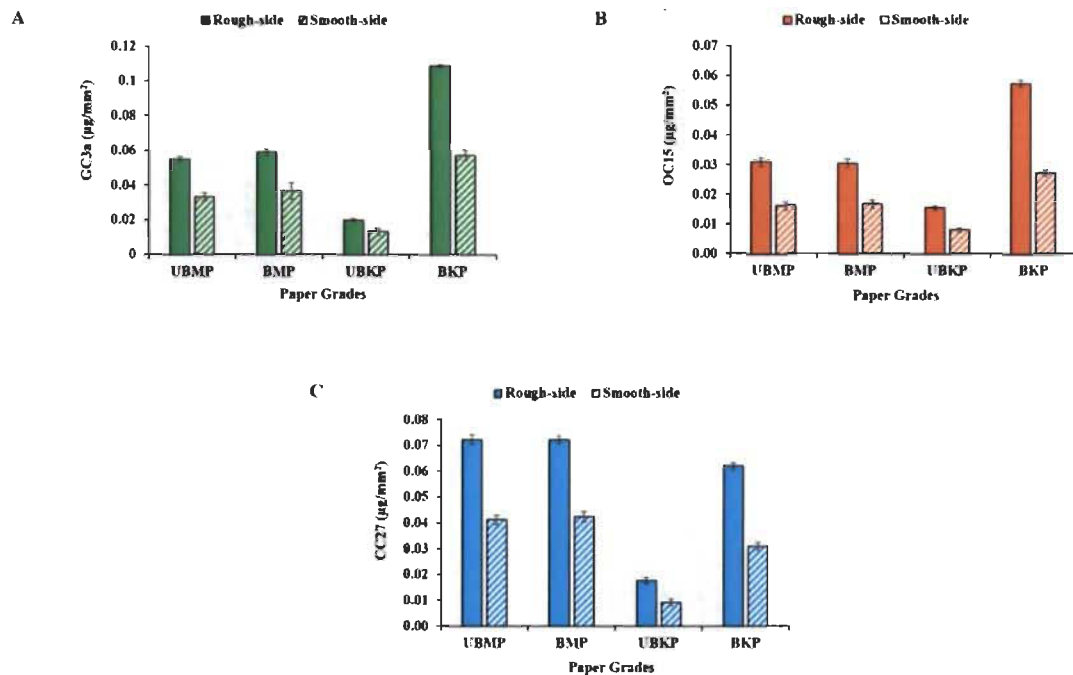 A
Rough-side Smooth-side
0.12
0.1
0.08
0.06
0.04
0.02
0
GC3a (µg/mm²)
UBMP BMP UBKP BKP
Paper Grades
B
Rough-side Smooth-side
0.07
0.06
0.05
0.04
0.03
0.02
0.01
0.00
OC15 (µg/mm²)
UBMP BMP UBKP BKP
Paper Grades
C
Rough-side Smooth-side
0.08
0.07
0.06
0.05
0.04
0.03
0.02
0.01
0.00
CC27 (µg/mm²)
UBMP BMP UBKP BKP
Paper Grades